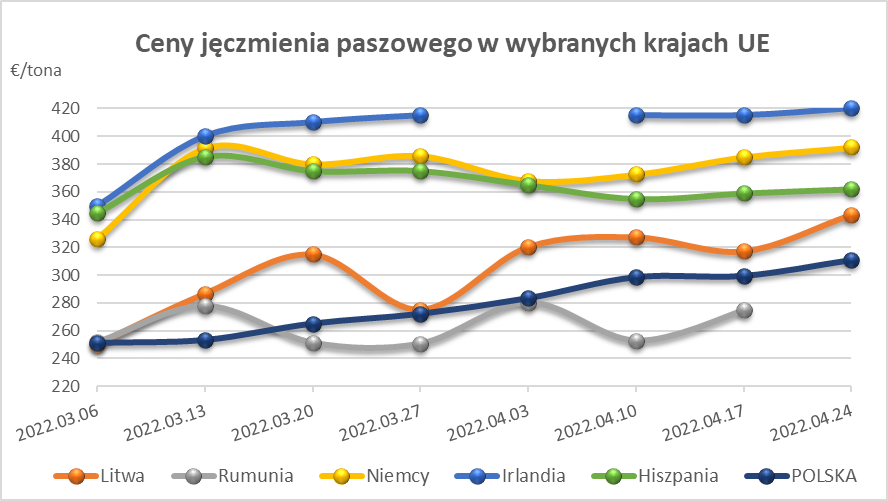 Ceny jęczmienia paszowego w wybranych krajach UE
€/tona
420
400
380
360
340
320
300
280
260
240
220
2022.03.06 2022.03.13 2022.03.20 2022.03.27 2022.04.03 2022.04.10 2022.04.17 2022.04.24
Litwa Rumunia Niemcy Irlandia Hiszpania POLSKA